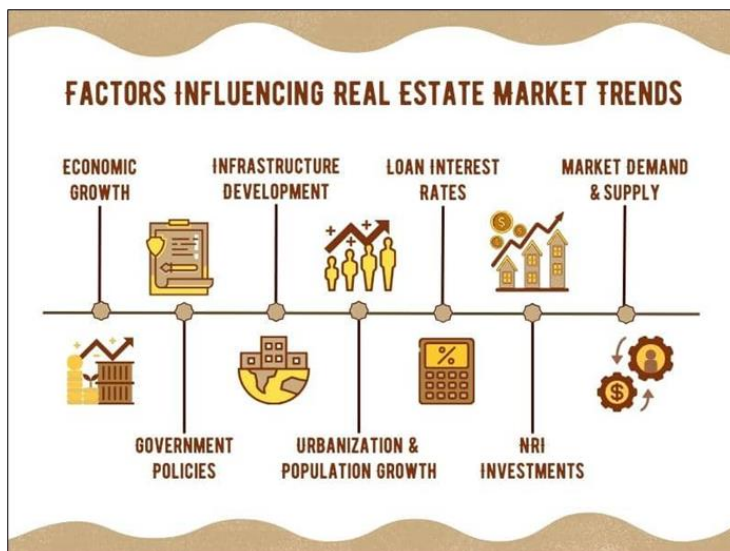 Factors Influencing Real Estate Market Trends
Economic
Growth
Infrastructure
Development
Loan Interest
Rates
Market Demand
& Supply
$
%
$
Government
Policies
Urbanization &
Population Growth
NRI
Investments